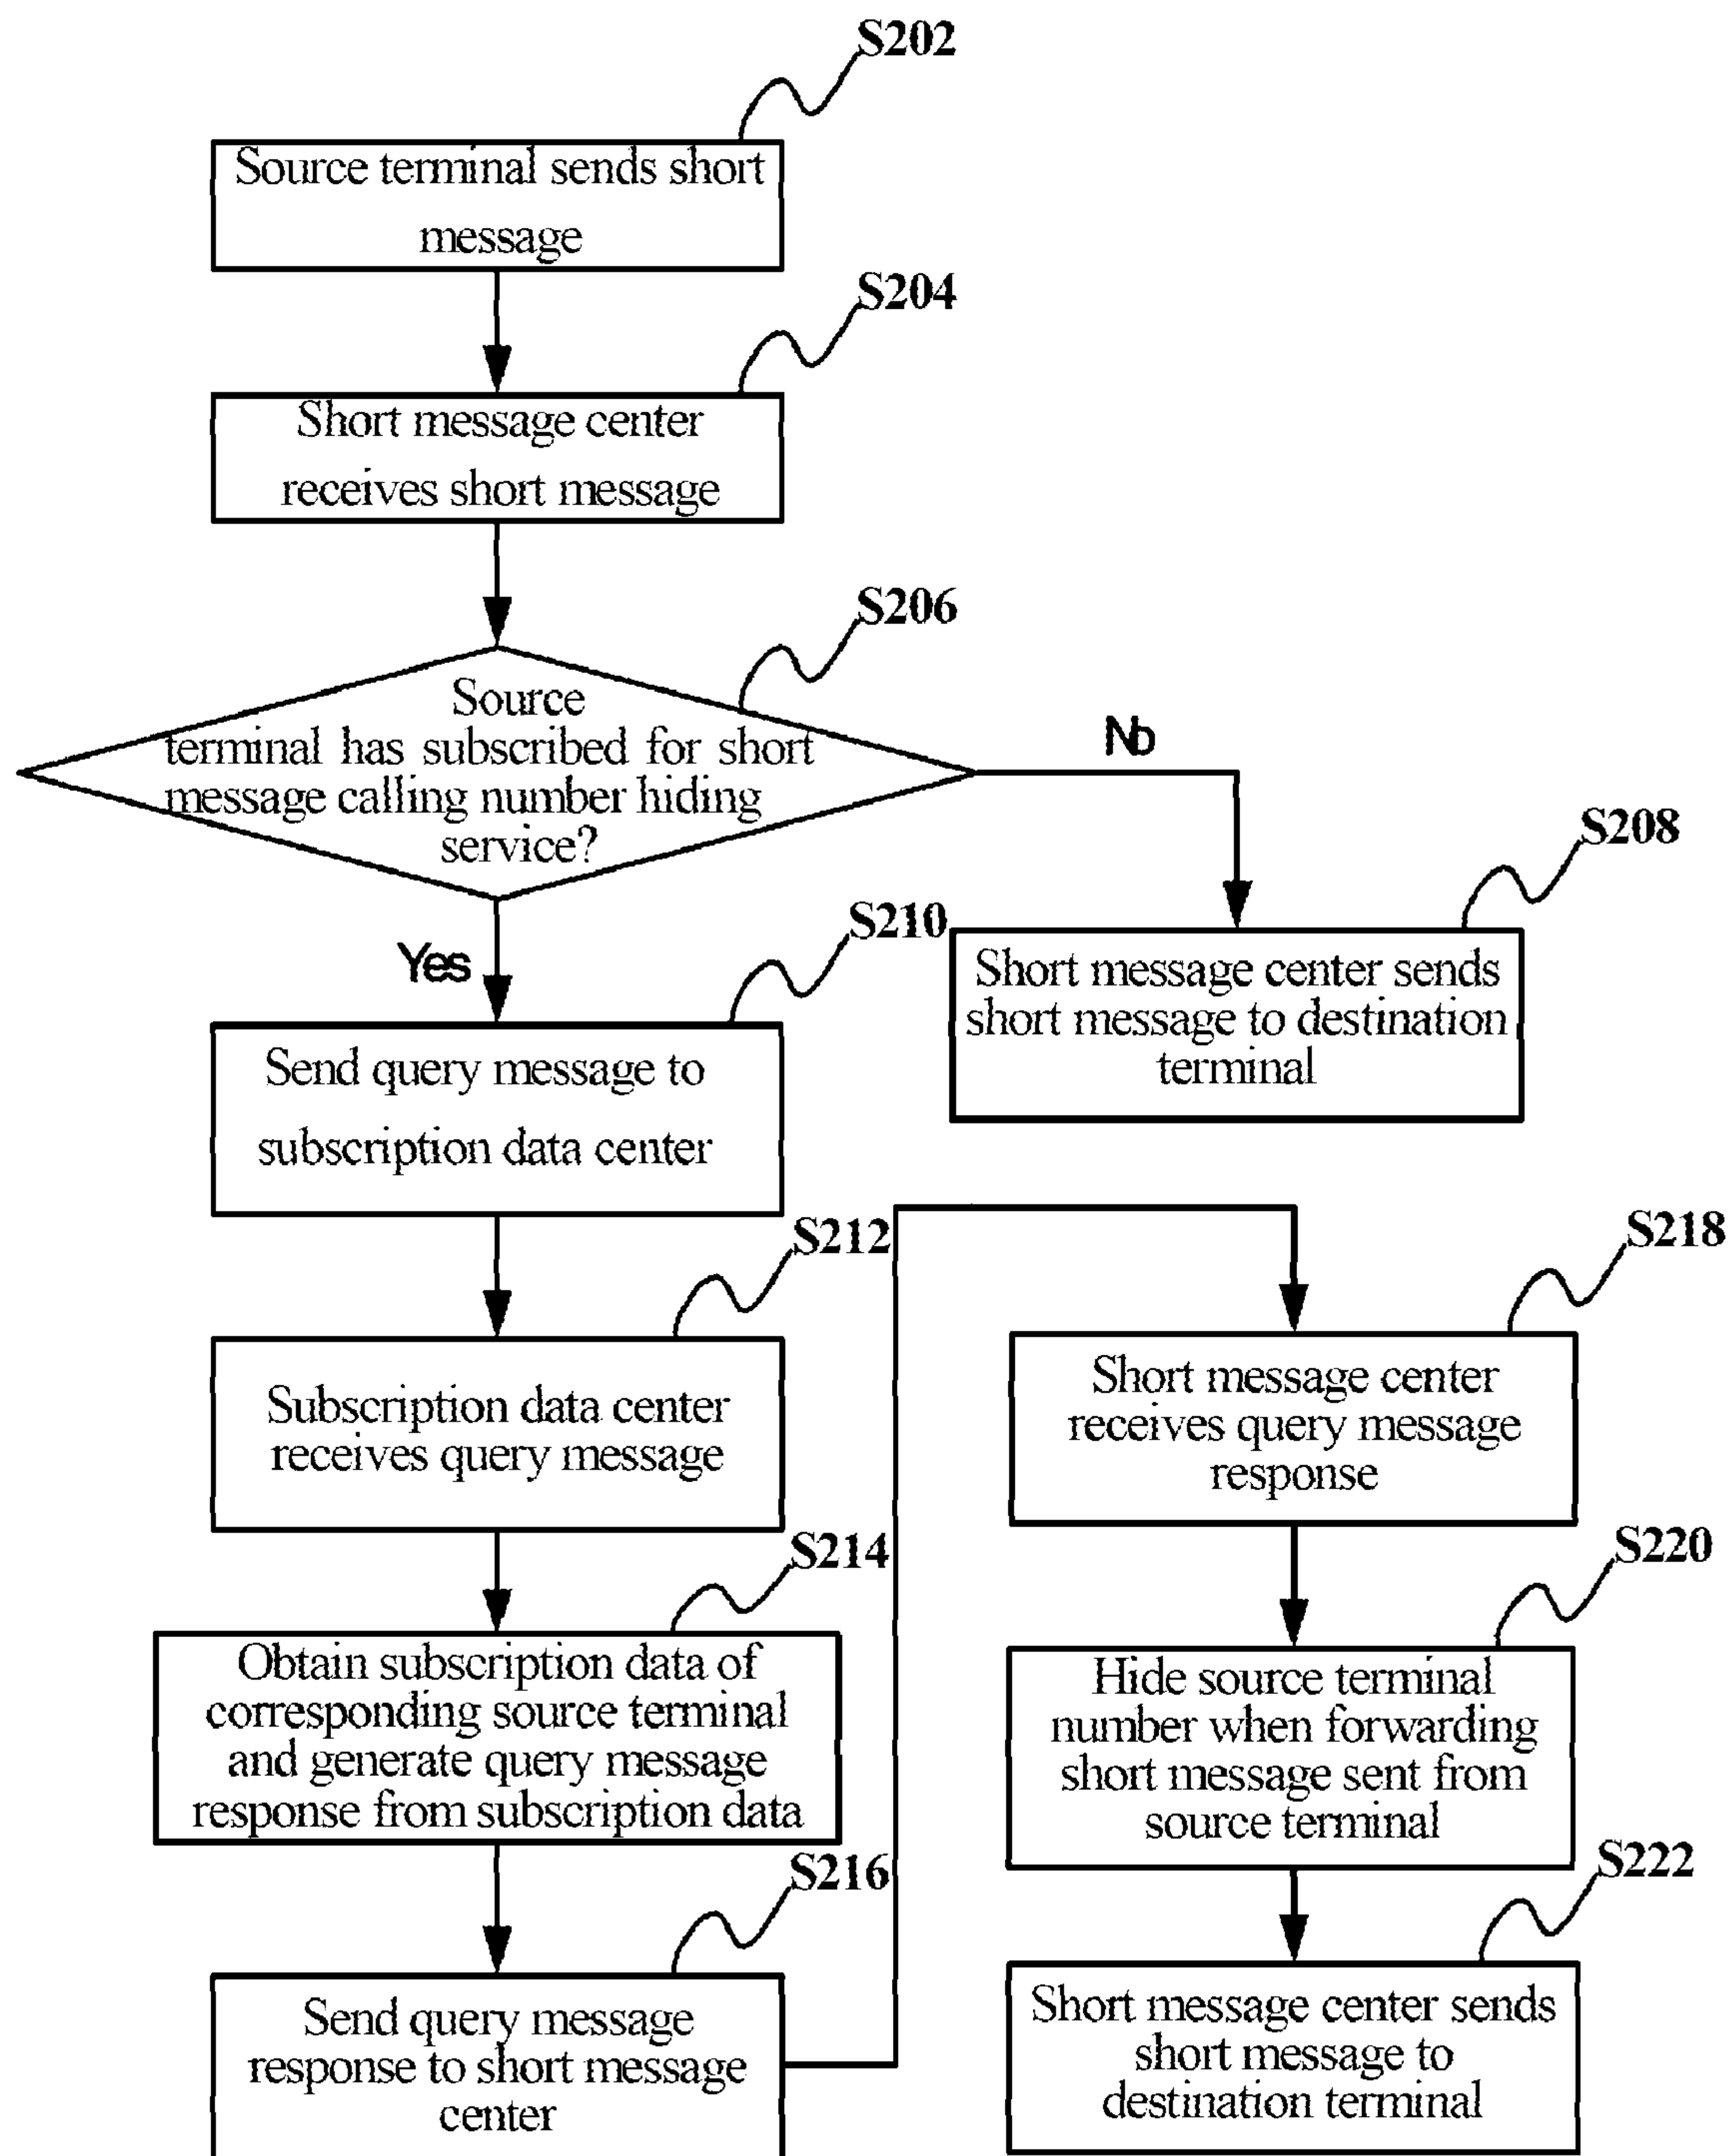 S202
Source terminal sends short
message
S204
Short message center
receives short message
S206
Source
terminal has subscribed for short
message calling number hiding
service?
No
S208
Short message center sends
short message to destination
terminal
Yes
S210
Send query message to
subscription data center
S212
Subscription data center
receives query message
S214
Obtain subscription data of
corresponding source terminal
and generate query message
response from subscription data
S216
Send query message
response to short message
center
S218
Short message center
receives query message
response
S220
Hide source terminal
number when forwarding
short message sent from
source terminal
S222
Short message center sends
short message to
destination terminal